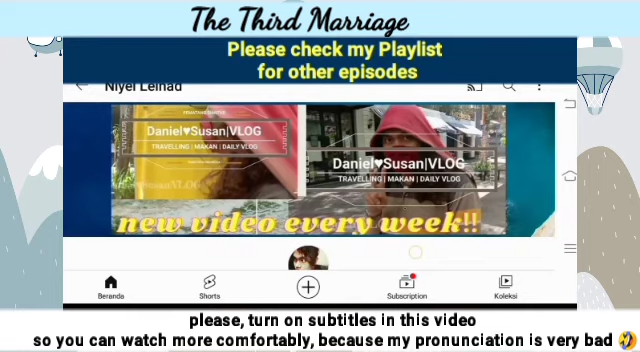 The Third Marriage
Please check my Playlist
for other episodes
Niyel Leinad
Daniel♥Susan|VLOG
TRAVELLING | MAKAN | DAILY VLOG
Daniel♥Susan|VLOG
TRAVELLING | MAKAN | DAILY VLOG
new video every week!!
Beranda
Shorts
Subscription
Koleksi
please, turn on subtitles in this video
so you can watch more comfortably, because my pronunciation is very bad 🤣